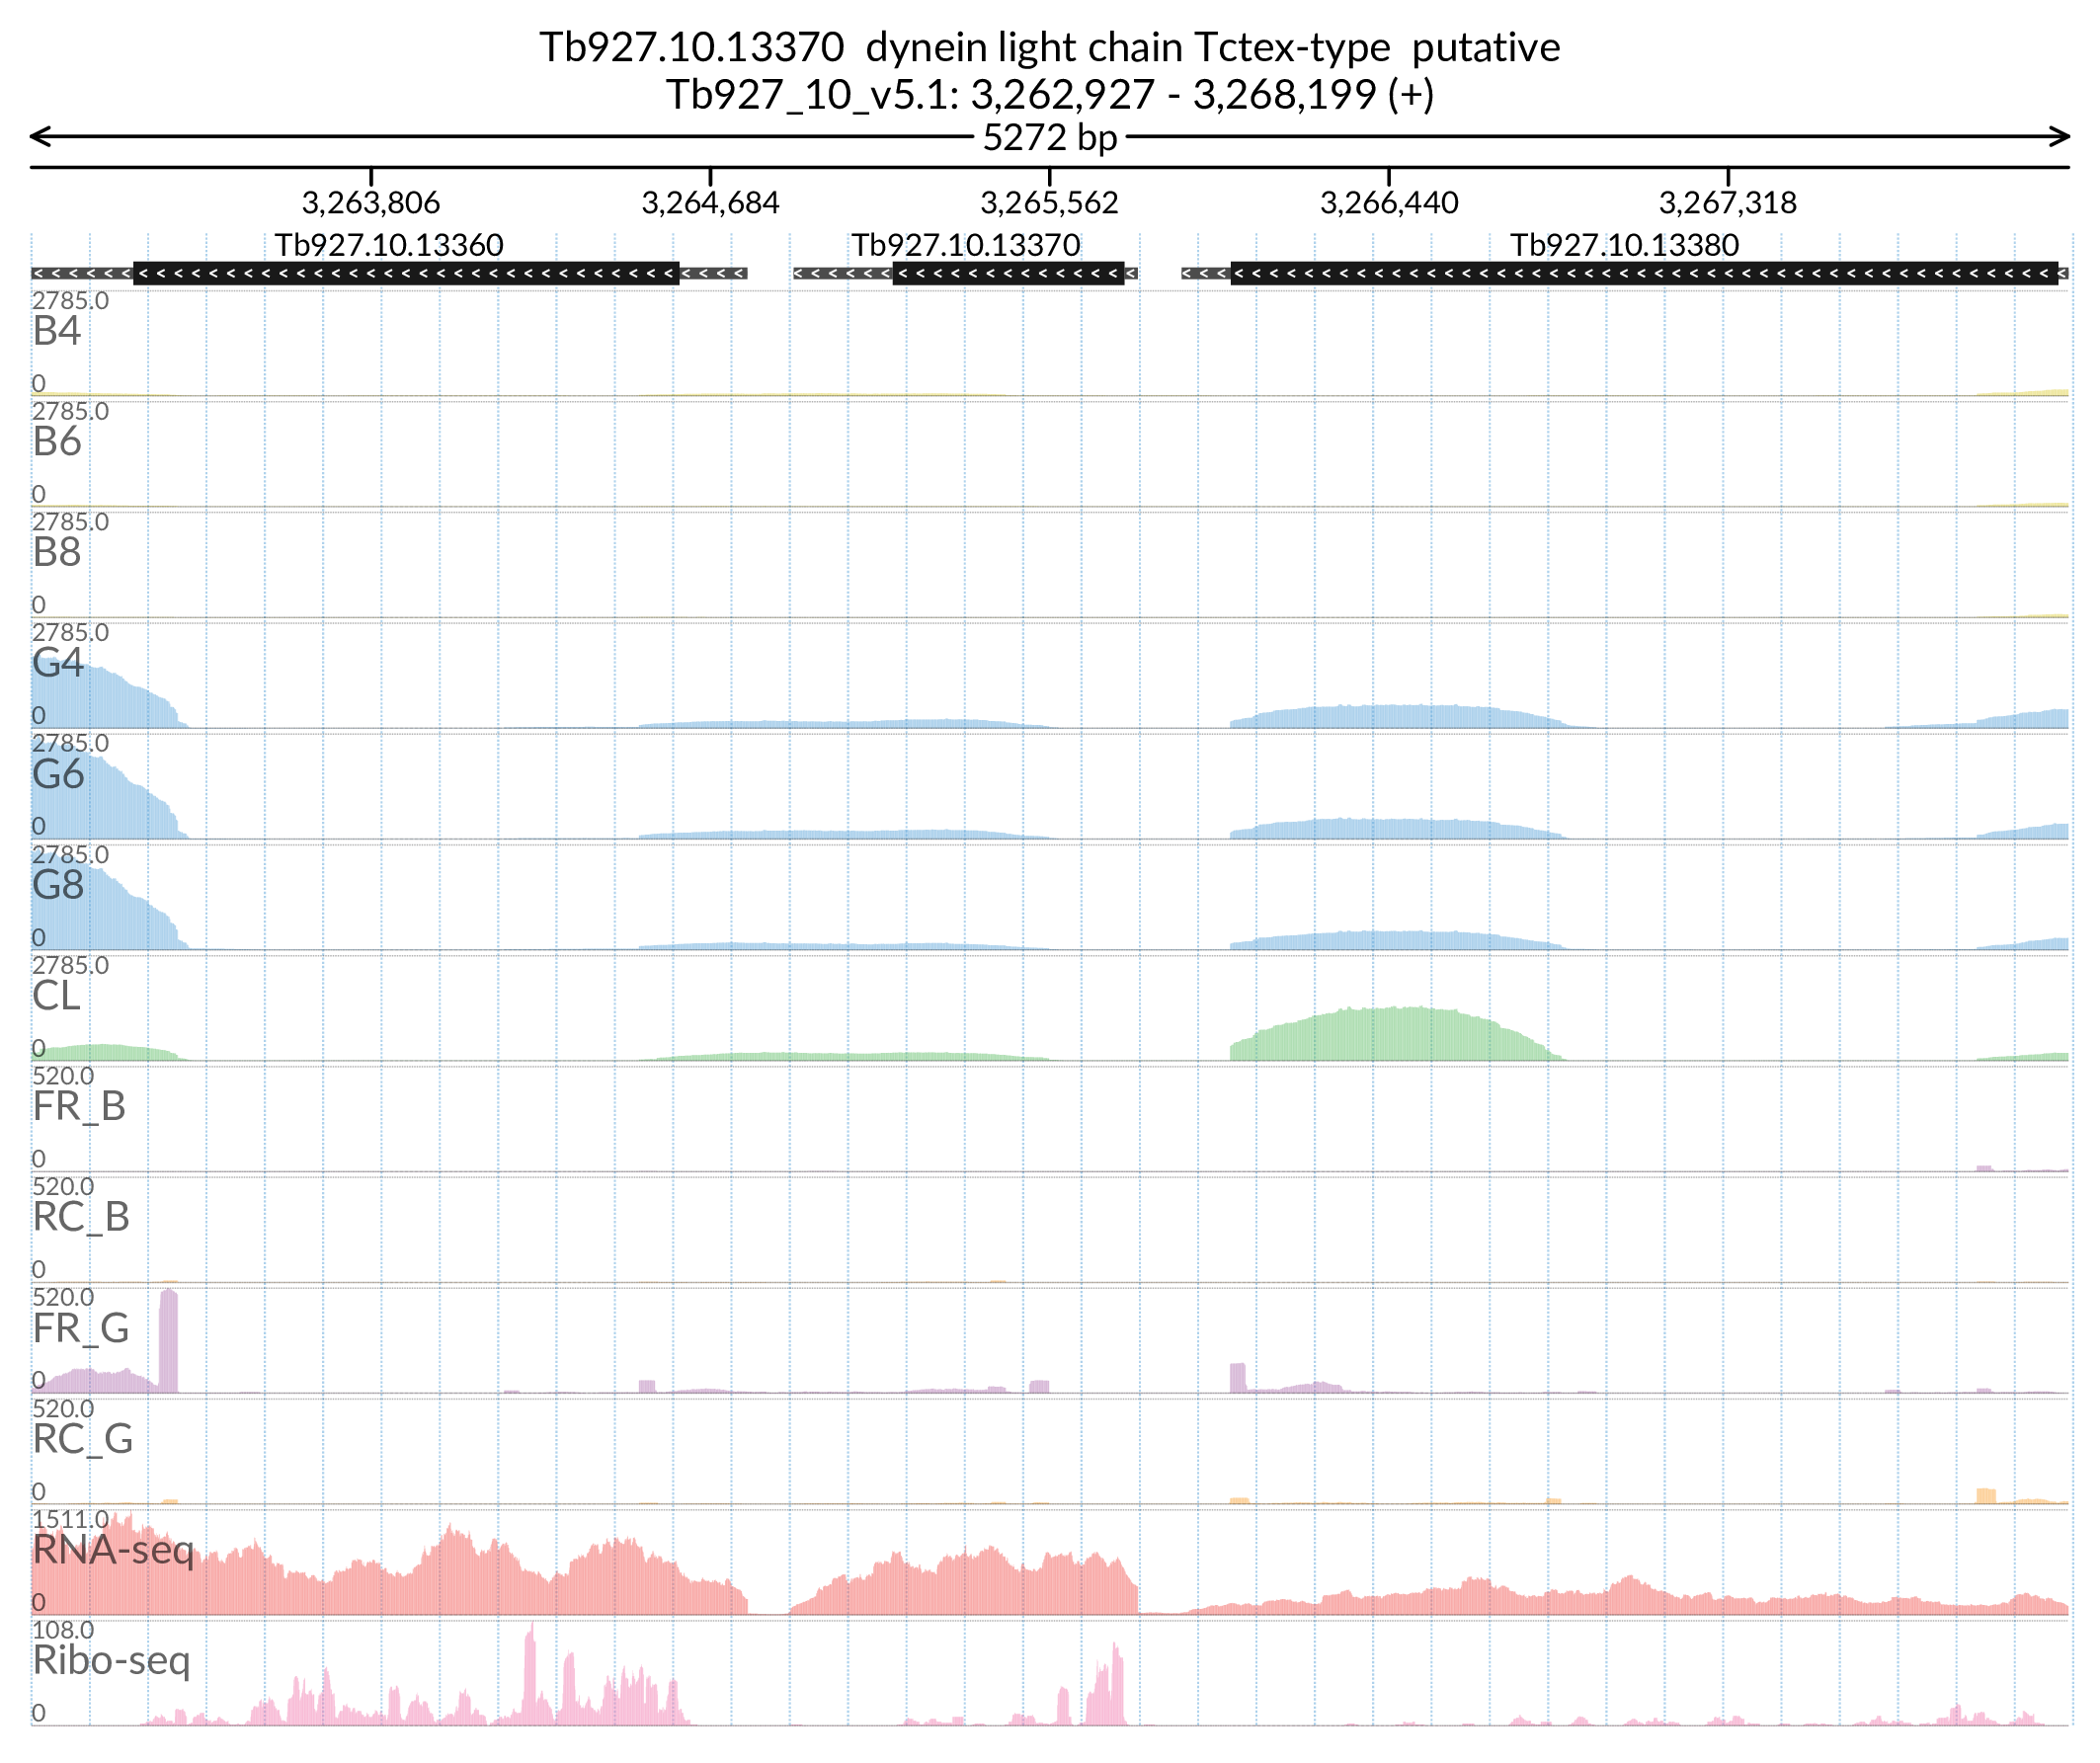 Tb927.10.13370  dynein light chain Tctex-type  putative
Tb927_10_v5.1: 3,262,927 - 3,268,199 (+)
5272 bp
3,263,806 3,264,684 3,265,562 3,266,440 3,267,318
Tb927.10.13360 Tb927.10.13370 Tb927.10.13380
2785.0
B4
0
2785.0
B6
0
2785.0
B8
0
2785.0
G4
0
2785.0
G6
0
2785.0
G8
0
2785.0
CL
0
520.0
FR_B
0
520.0
RC_B
0
520.0
FR_G
0
520.0
RC_G
0
1511.0
RNA-seq
0
108.0
Ribo-seq
0